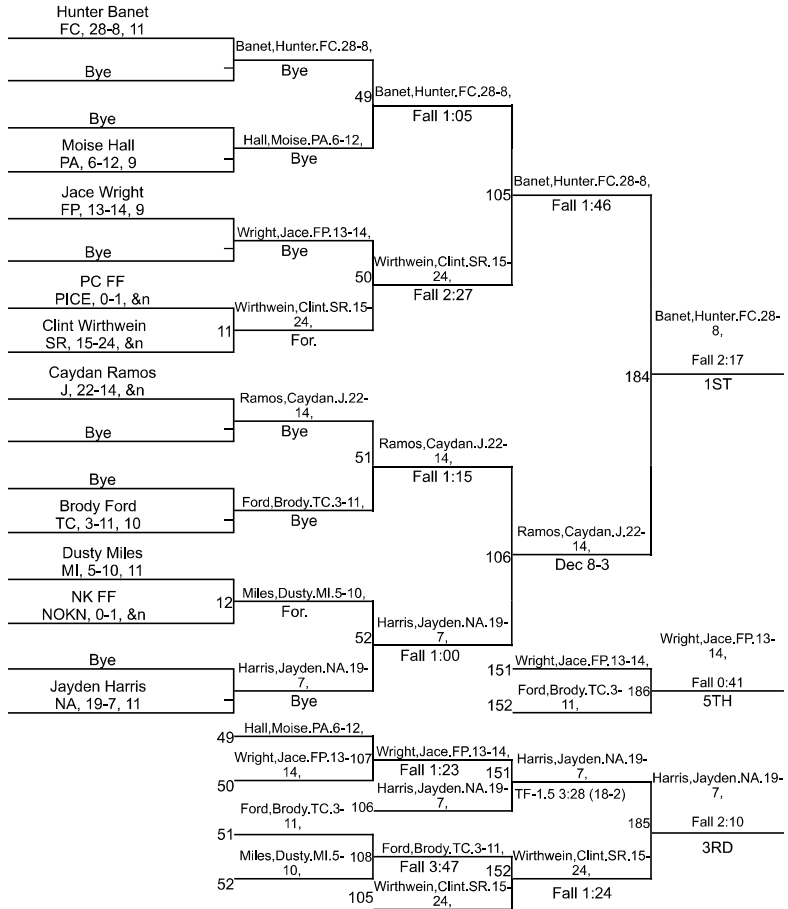 Hunter Banet
FC, 28-8, 11
Banet,Hunter.FC.28-8,
Bye
Bye
49
Banet,Hunter.FC.28-8,
Fall 1:05
Bye
Hall,Moise.PA.6-12,
Bye
Moise Hall
PA, 6-12, 9
Banet,Hunter.FC.28-8,
105
Fall 1:46
Jace Wright
FP, 13-14, 9
Wright,Jace.FP.13-14,
Bye
Bye
50
Wirthwein,Clint.SR.15-
24,
Fall 2:27
PC FF
PICE, 0-1, &n
Wirthwein,Clint.SR.15-
24,
11
For.
Clint Wirthwein
SR, 15-24, &n
Banet,Hunter.FC.28-
8,
Fall 2:17
184
1ST
Caydan Ramos
J, 22-14, &n
Ramos,Caydan.J.22-
14,
Bye
Bye
51
Ramos,Caydan.J.22-
14,
Fall 1:15
Bye
Ford,Brody.TC.3-11,
Bye
Brody Ford
TC, 3-11, 10
Ramos,Caydan.J.22-
14,
106
Dec 8-3
Dusty Miles
MI, 5-10, 11
Miles,Dusty.MI.5-10,
12
For.
NK FF
NOKN, 0-1, &n
52
Harris,Jayden.NA.19-
7,
Fall 1:00
Bye
Harris,Jayden.NA.19-
7,
Bye
Jayden Harris
NA, 19-7, 11
151
Wright,Jace.FP.13-14,
152
Ford,Brody.TC.3-
11,
186
Wright,Jace.FP.13-
14,
Fall 0:41
5TH
49
Hall,Moise.PA.6-12,
50
Wright,Jace.FP.13-
14,
107
Wright,Jace.FP.13-14,
Fall 1:23
106
Harris,Jayden.NA.19-
7,
151
Harris,Jayden.NA.19-
7,
TF-1.5 3:28 (18-2)
51
Ford,Brody.TC.3-
11,
52
Miles,Dusty.MI.5-
10,
108
Ford,Brody.TC.3-11,
Fall 3:47
105
Wirthwein,Clint.SR.15-
24,
152
Wirthwein,Clint.SR.15-
24,
Fall 1:24
185
Harris,Jayden.NA.19-
7,
Fall 2:10
3RD